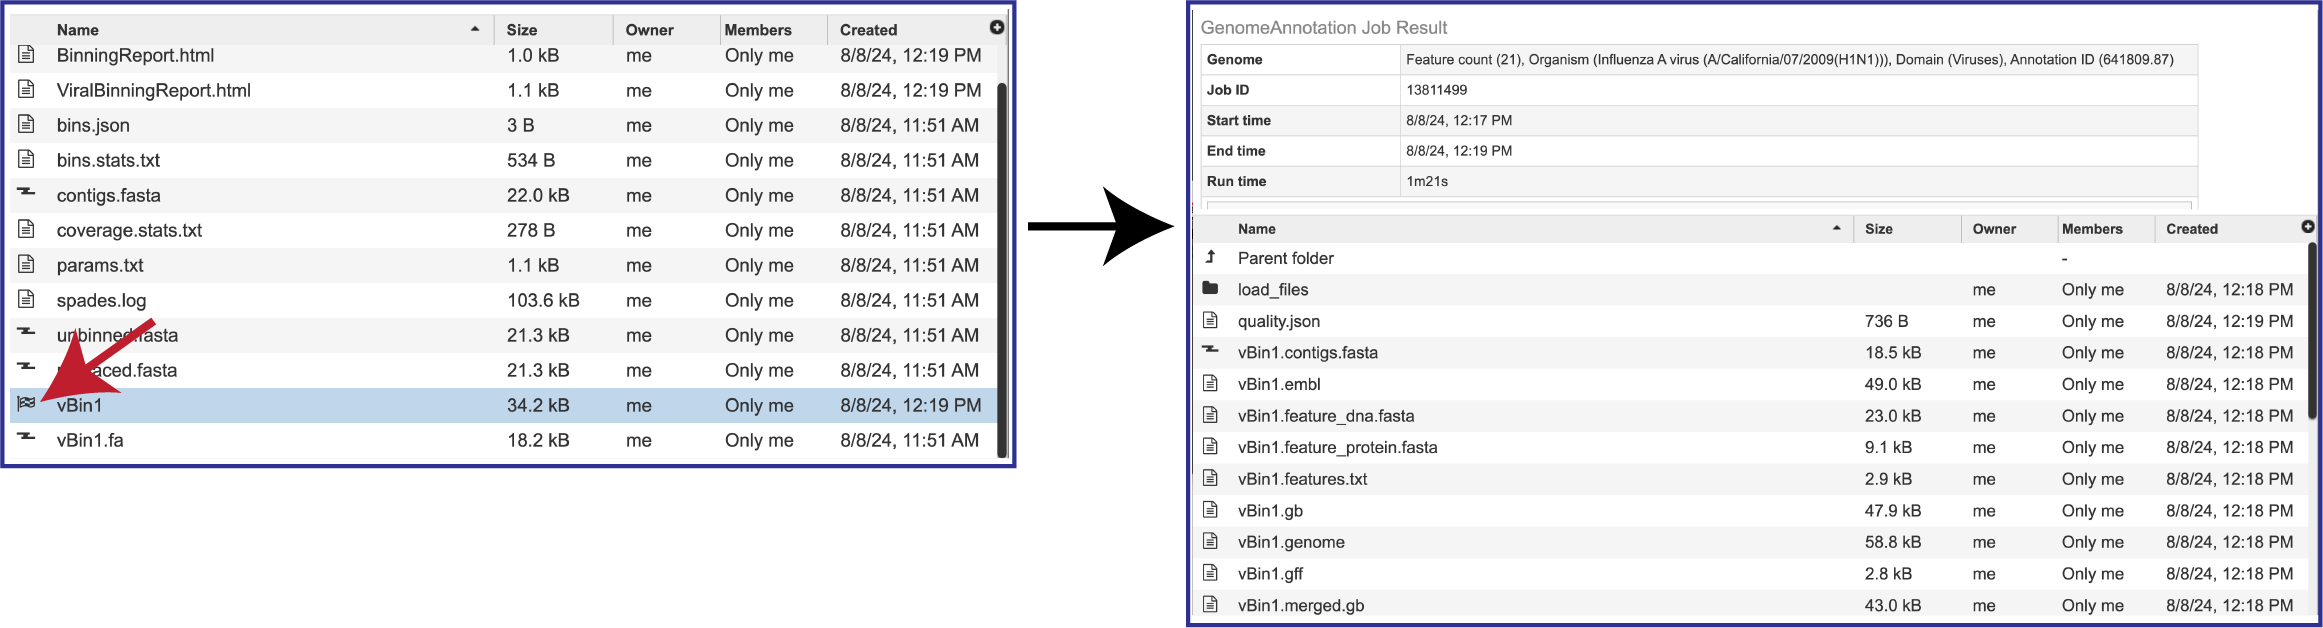 Name Size Owner Members Created
BinningReport.html 1.0 kB me Only me 8/8/24, 12:19 PM
ViralBinningReport.html 1.1 kB me Only me 8/8/24, 12:19 PM
bins.json 3 B me Only me 8/8/24, 11:51 AM
bins.stats.txt 534 B me Only me 8/8/24, 11:51 AM
contigs.fasta 22.0 kB me Only me 8/8/24, 11:51 AM
coverage.stats.txt 278 B me Only me 8/8/24, 11:51 AM
params.txt 1.1 kB me Only me 8/8/24, 11:51 AM
spades.log 103.6 kB me Only me 8/8/24, 11:51 AM
unbinned.fasta 21.3 kB me Only me 8/8/24, 11:51 AM
21.3 kB me Only me 8/8/24, 11:51 AM
vBin1 34.2 kB me Only me 8/8/24, 12:19 PM
vBin1.fa 18.2 kB me Only me 8/8/24, 11:51 AM
GenomeAnnotation Job Result
Genome Feature count (21), Organism (Influenza A virus (A/California/07/2009(H1N1))), Domain (Viruses), Annotation ID (641809.87)
Job ID 13811499
Start time 8/8/24, 12:17 PM
End time 8/8/24, 12:19 PM
Run time 1m21s
Name Size Owner Members Created
Parent folder -
load_files me Only me 8/8/24, 12:18 PM
quality.json 736 B me Only me 8/8/24, 12:19 PM
vBin1.contigs.fasta 18.5 kB me Only me 8/8/24, 12:18 PM
vBin1.embl 49.0 kB me Only me 8/8/24, 12:18 PM
vBin1.feature_dna.fasta 23.0 kB me Only me 8/8/24, 12:18 PM
vBin1.feature_protein.fasta 9.1 kB me Only me 8/8/24, 12:18 PM
vBin1.features.txt 2.9 kB me Only me 8/8/24, 12:18 PM
vBin1.gb 47.9 kB me Only me 8/8/24, 12:18 PM
vBin1.genome 58.8 kB me Only me 8/8/24, 12:18 PM
vBin1.gff 2.8 kB me Only me 8/8/24, 12:18 PM
vBin1.merged.gb 43.0 kB me Only me 8/8/24, 12:18 PM